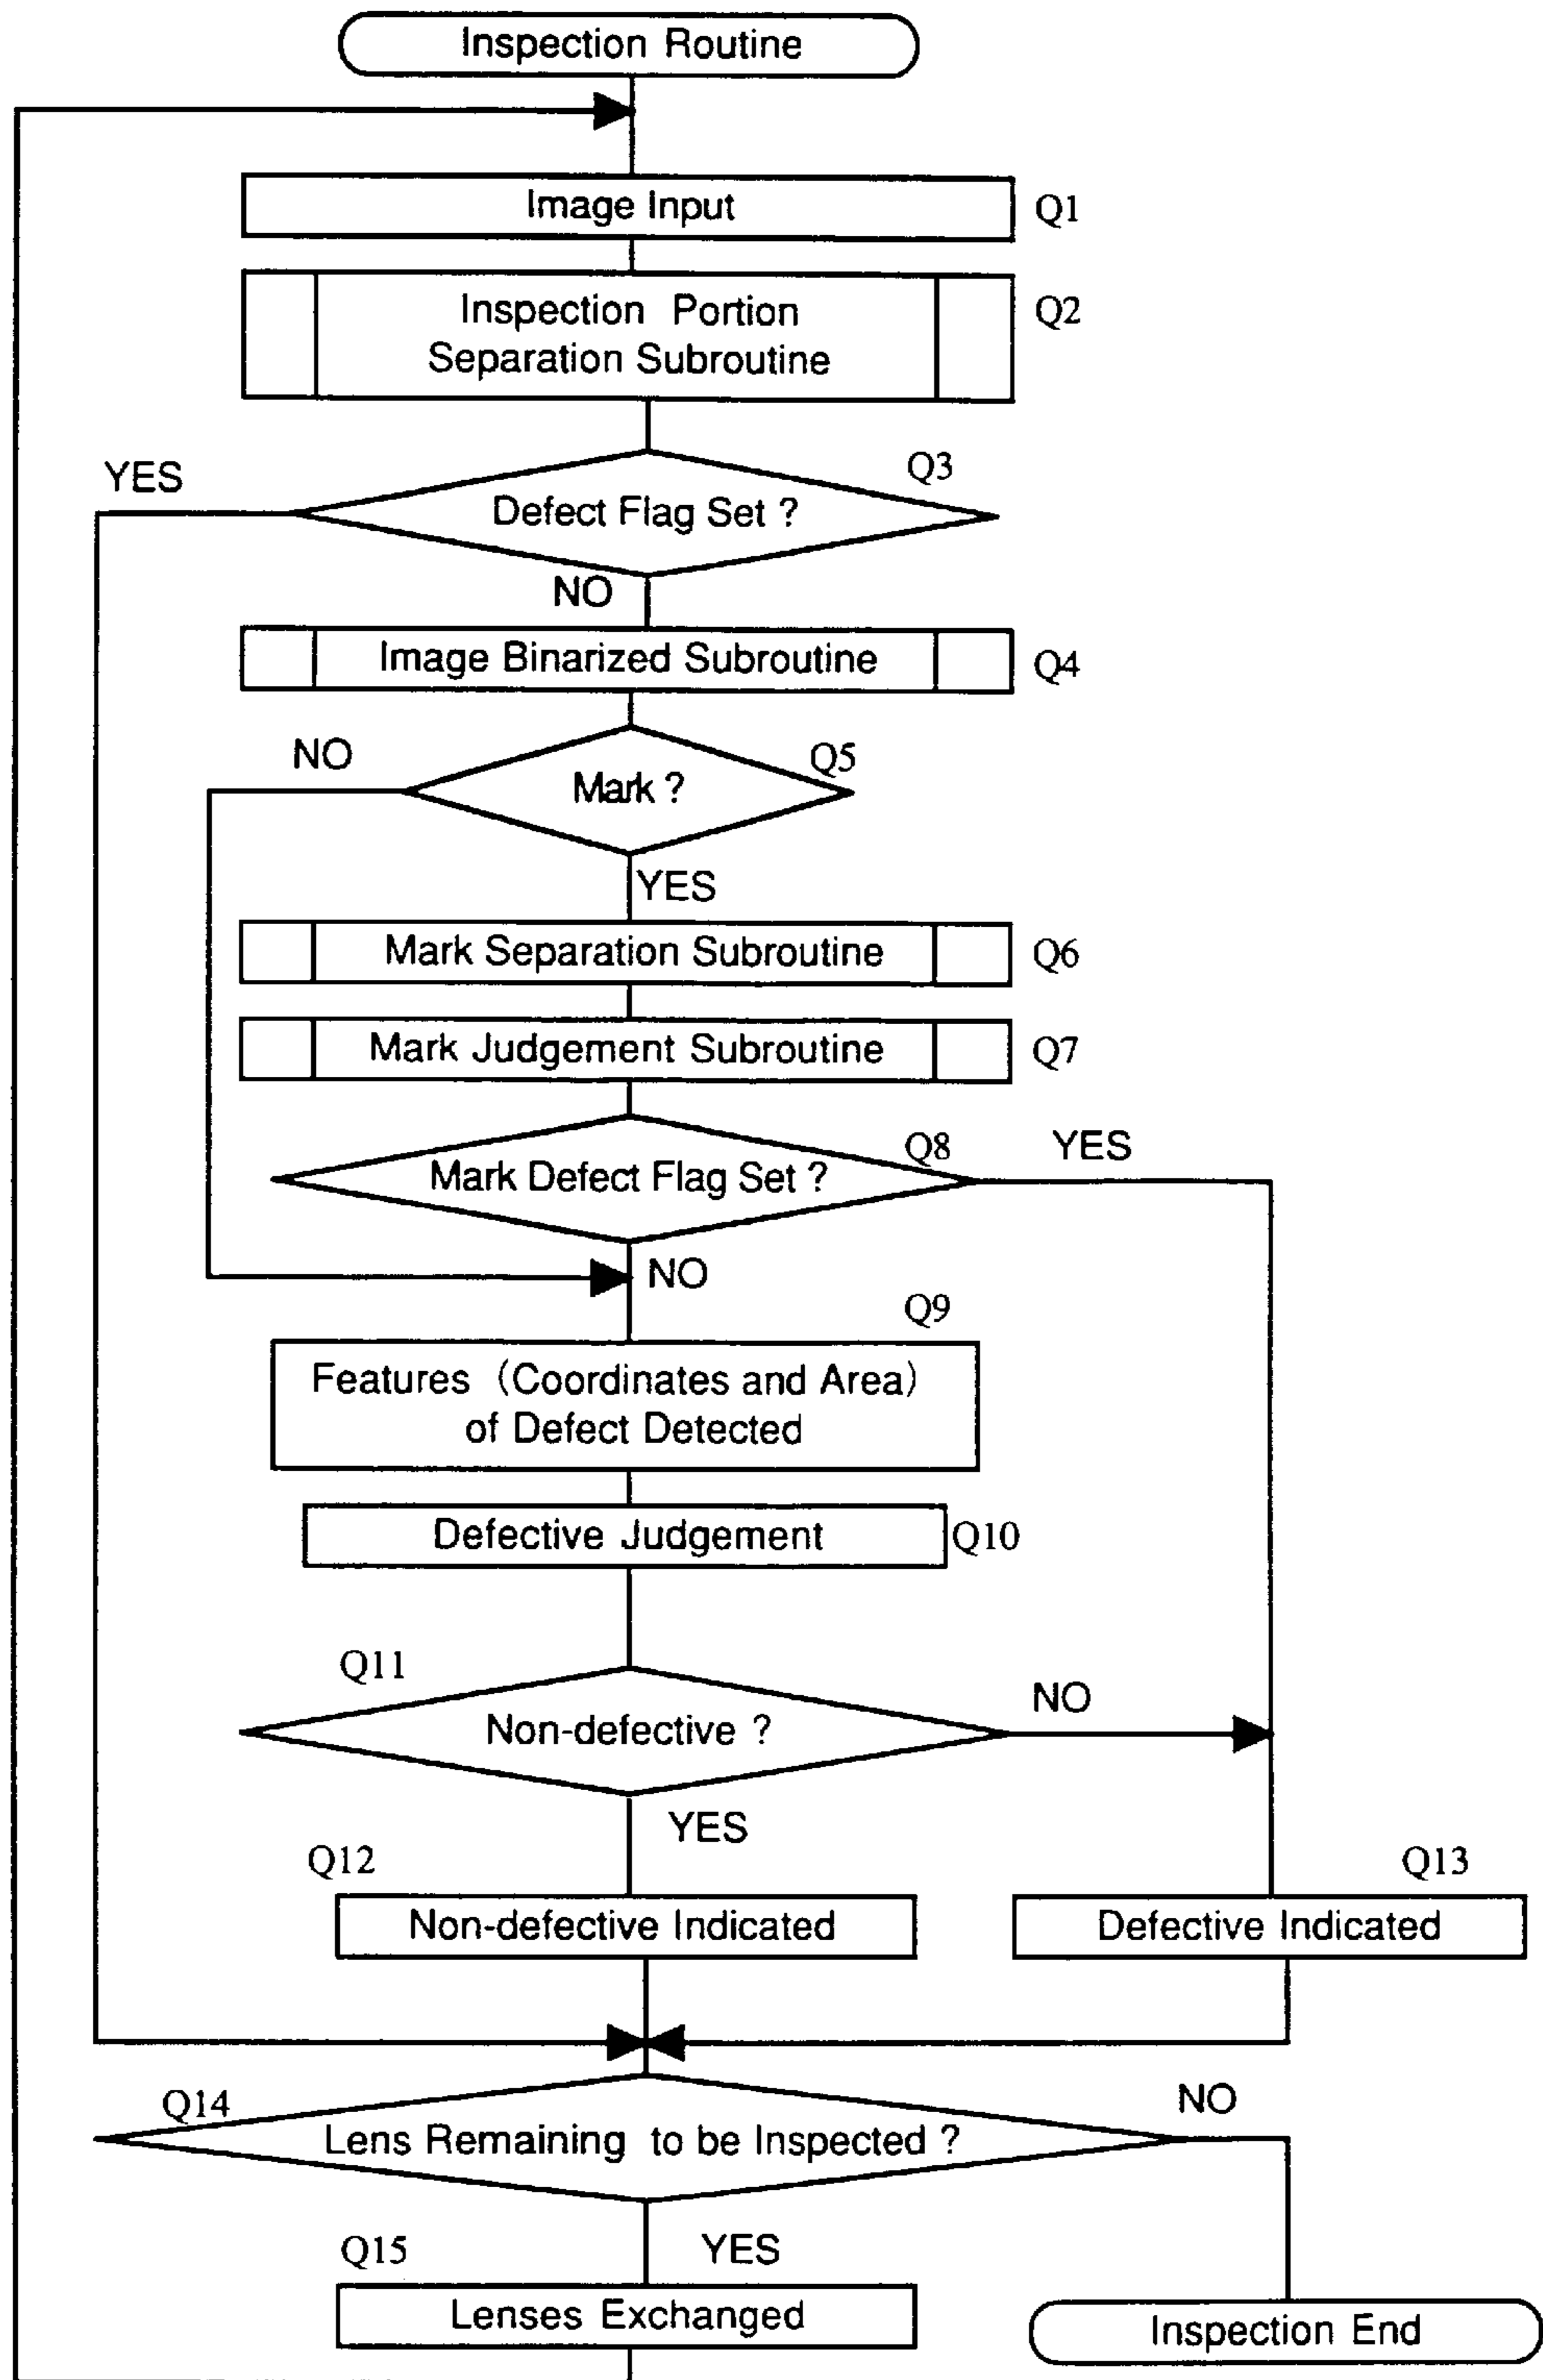 Inspection Routine
Image Input
Q1
Inspection Portion
Separation Subroutine
Q2
YES
Q3
Defect Flag Set ?
NO
Image Binarized Subroutine
Q4
NO
Q5
Mark ?
YES
Mark Separation Subroutine
Q6
Mark Judgement Subroutine
Q7
Q8
YES
Mark Defect Flag Set ?
NO
Q9
Features (Coordinates and Area)
of Defect Detected
Defective Judgement
Q10
Q11
NO
Non-defective ?
YES
Q12
Q13
Non-defective Indicated
Defective Indicated
Q14
NO
Lens Remaining to be Inspected ?
Q15
YES
Lenses Exchanged
Inspection End